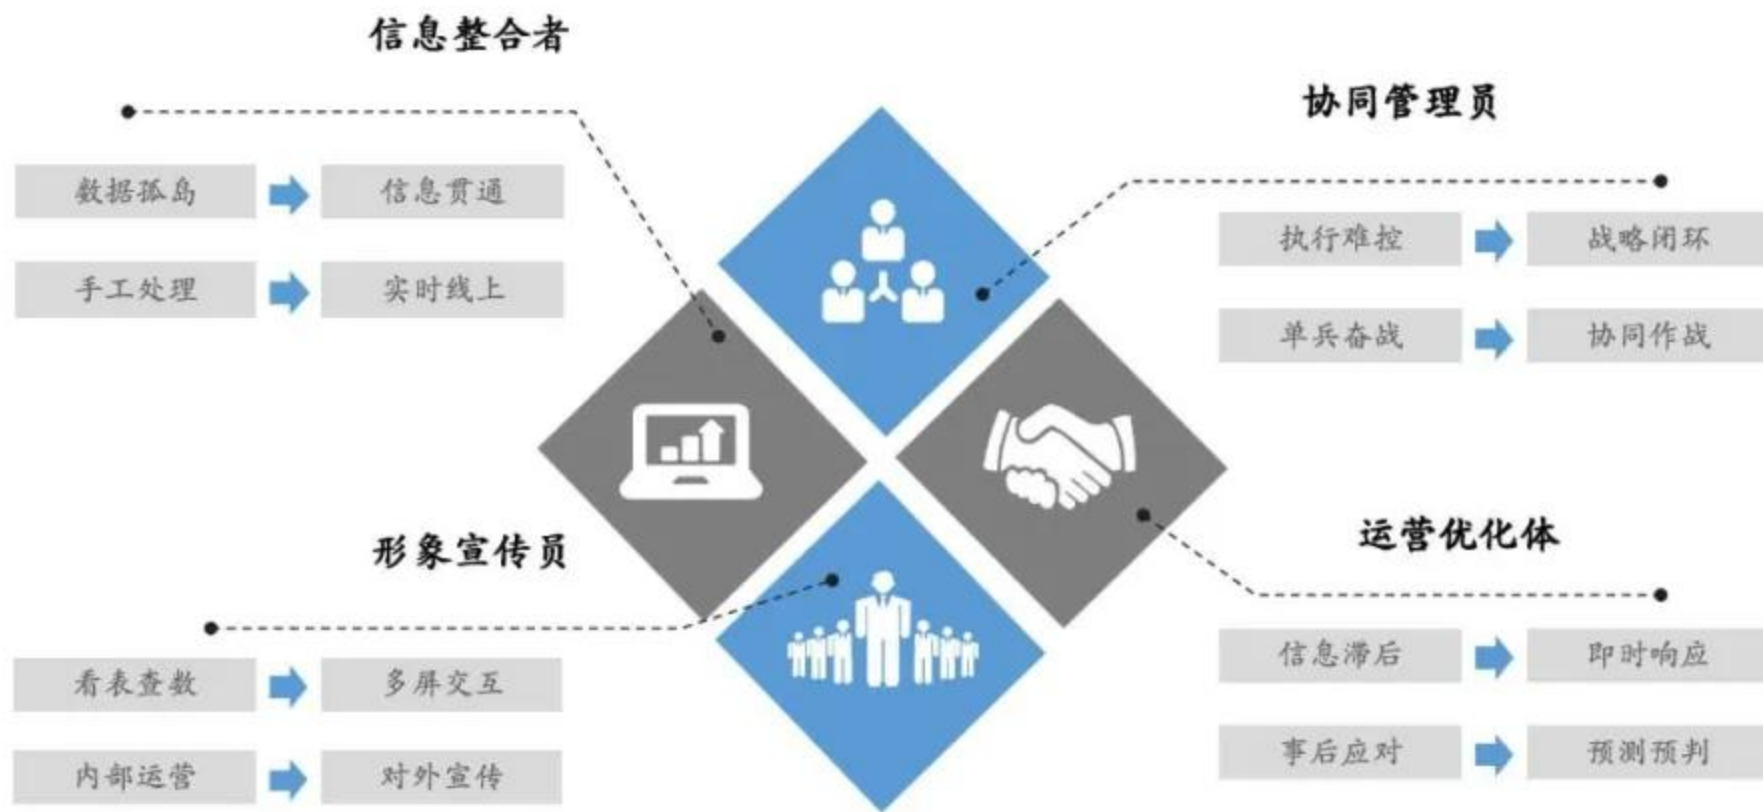 信息整合者
数据孤岛
信息贯通
手工处理
实时线上
协同管理员
执行难控
战略闭环
单兵奋战
协同作战
形象宣传员
看表查数
多屏交互
内部运营
对外宣传
运营优化体
信息滞后
即时响应
事后应对
预测预判